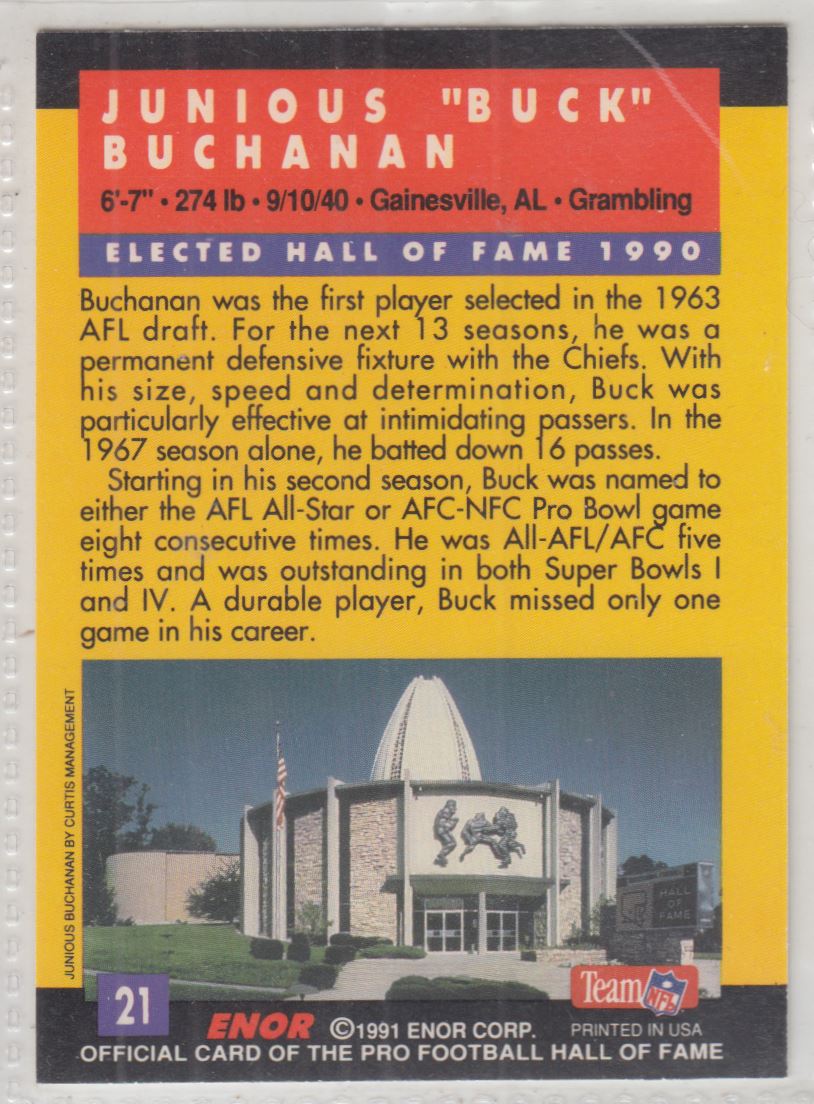 JUNIOUS "BUCK"
BUCHANAN
6'-7" • 274 lb • 9/10/40 • Gainesville, AL • Grambling
ELECTED HALL OF FAME 1990
Buchanan was the first player selected in the 1963
AFL draft. For the next 13 seasons, he was a
permanent defensive fixture with the Chiefs. With
his size, speed and determination, Buck was
particularly effective at intimidating passers. In the
1967 season alone, he batted down 16 passes.
Starting in his second season, Buck was named to
either the AFL All-Star or AFC-NFC Pro Bowl game
eight consecutive times. He was All-AFL/AFC five
times and was outstanding in both Super Bowls I
and IV. A durable player, Buck missed only one
game in his career.
JUNIOUS BUCHANAN BY CURTIS MANAGEMENT
HALL
OF
FAME
21
Team NFL
ENOR ©1991 ENOR CORP. PRINTED IN USA
OFFICIAL CARD OF THE PRO FOOTBALL HALL OF FAME